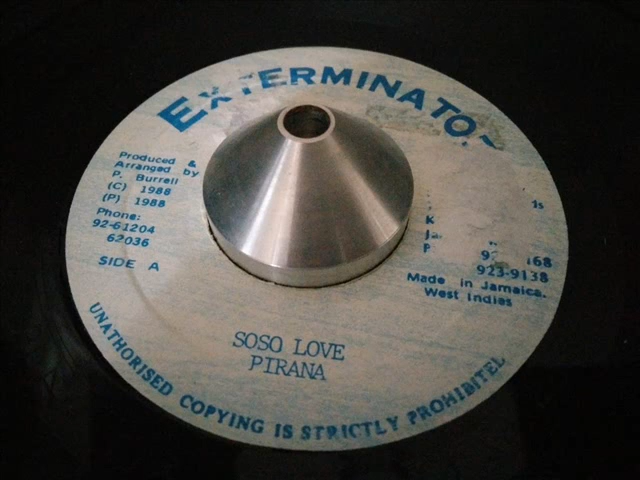 EXTERMINATO
Produced &
Arranged by
P. Burrell
(C) 1988
(P) 1988
Phone:
92-61204
62036
SIDE A
923-9138
Made in Jamaica.
West Indies
SOSO LOVE
PIRANA
UNATHORISED COPYING IS STRICTLY PROHIBITED